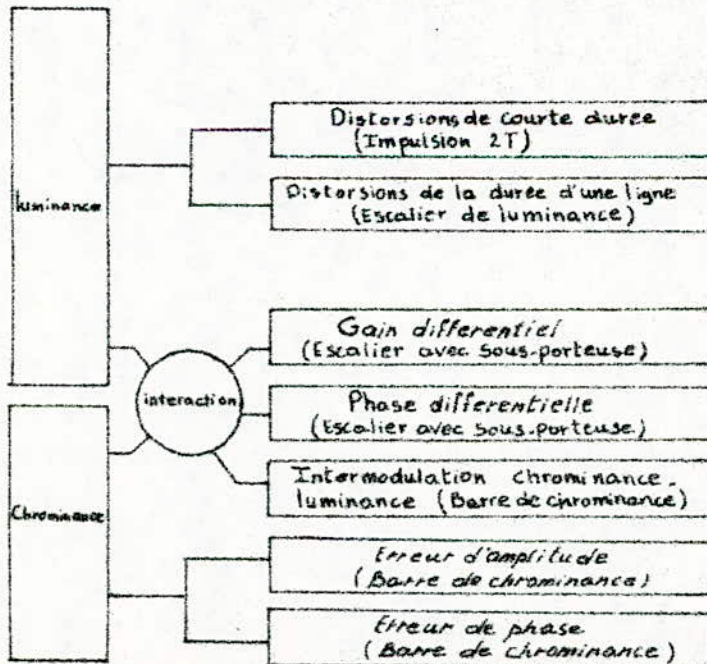 luminance
Distorsions de courte durée
(Impulsion 2T)
Distorsions de la durée d'une ligne
(Escalier de luminance)
interaction
Gain differentiel
(Escalier avec Sous-porteuse)
Phase differentielle
(Escalier avec Sous-porteuse)
Intermodulation chrominance-
luminance (Barre de chrominance)
Chrominance
Erreur d'amplitude
(Barre de chrominance)
Erreur de phase
(Barre de chrominance)